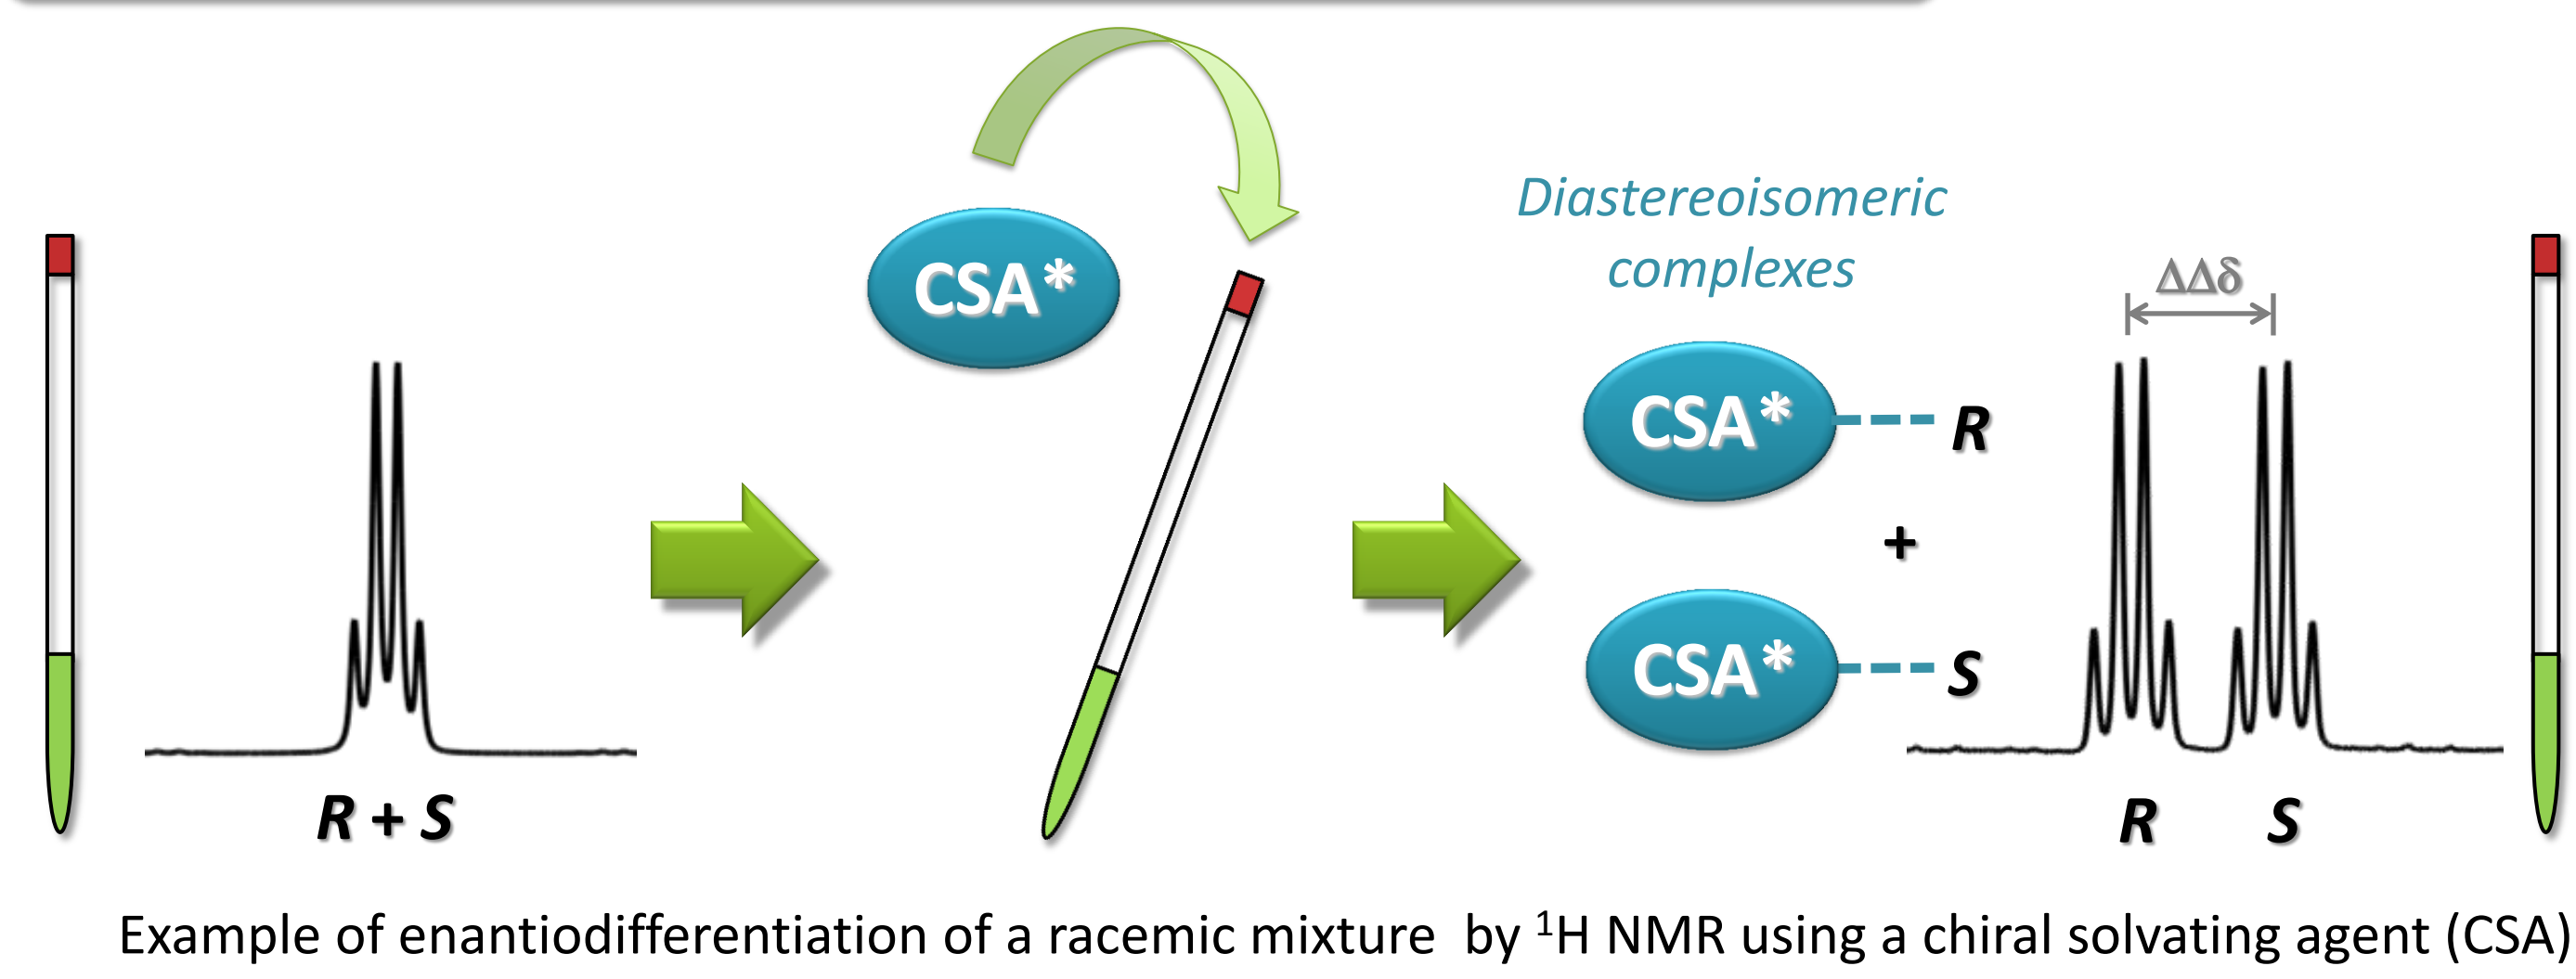 CSA*
Diastereoisomeric
complexes
ΔΔδ
CSA*
R
+
CSA*
S
R + S
R
S
Example of enantiodifferentiation of a racemic mixture by ¹H NMR using a chiral solvating agent (CSA)